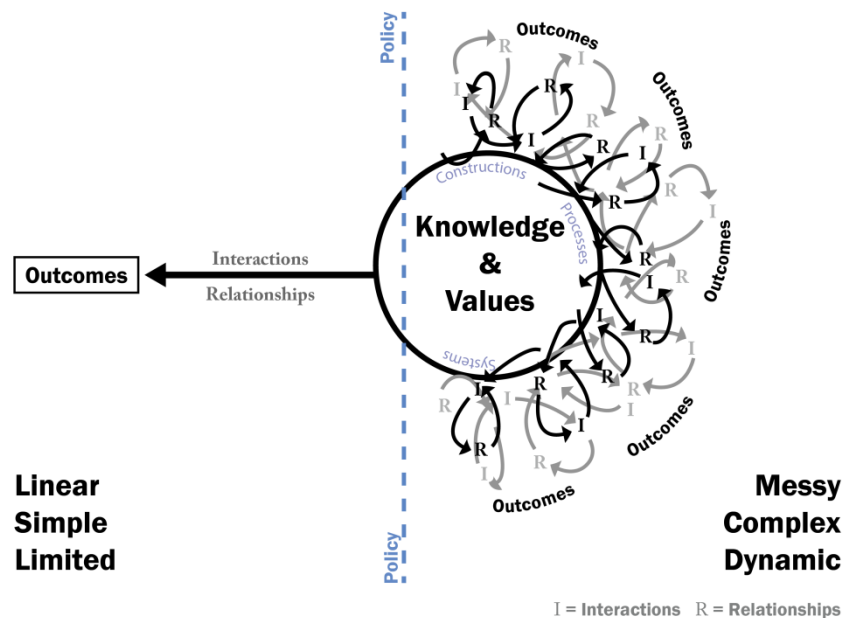 Policy
Outcomes
R
I
I
R
I
R
R
Outcomes
R
I
R
I
Constructions
R
R
I
Processes
Knowledge
&
Values
R
Outcomes
Interactions
Relationships
Outcomes
R
I
I
R
I
Systems
R
R
R
I
I
R
I
I
Outcomes
R
R
I
Outcomes
Policy
Linear
Simple
Limited
Messy
Complex
Dynamic
I = Interactions R = Relationships